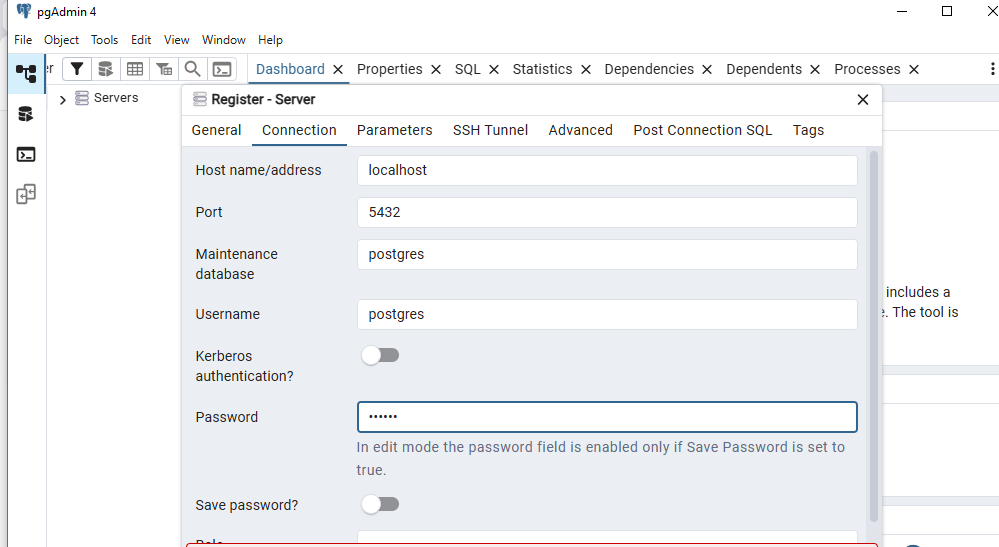 pgAdmin 4
File Object Tools Edit View Window Help
er
Dashboard Properties SQL Statistics Dependencies Dependents Processes
Servers
Register - Server
General Connection Parameters SSH Tunnel Advanced Post Connection SQL Tags
Host name/address localhost
Port 5432
Maintenance database postgres
Username postgres
Kerberos authentication?
Password ••••••
In edit mode the password field is enabled only if Save Password is set to
true.
Save password?
includes a
e. The tool is